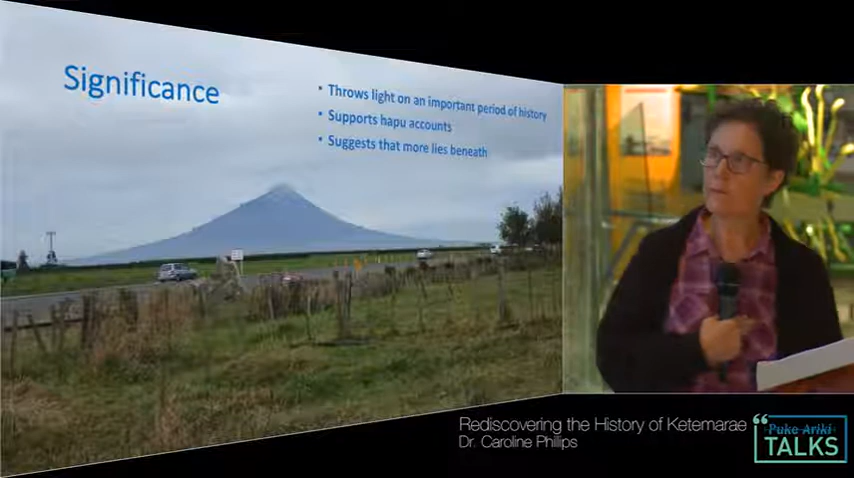 Significance
• Throws light on an important period of history
• Supports hapu accounts
• Suggests that more lies beneath
Rediscovering the History of Ketemarae
Dr. Caroline Phillips
“Puke Ariki
TALKS